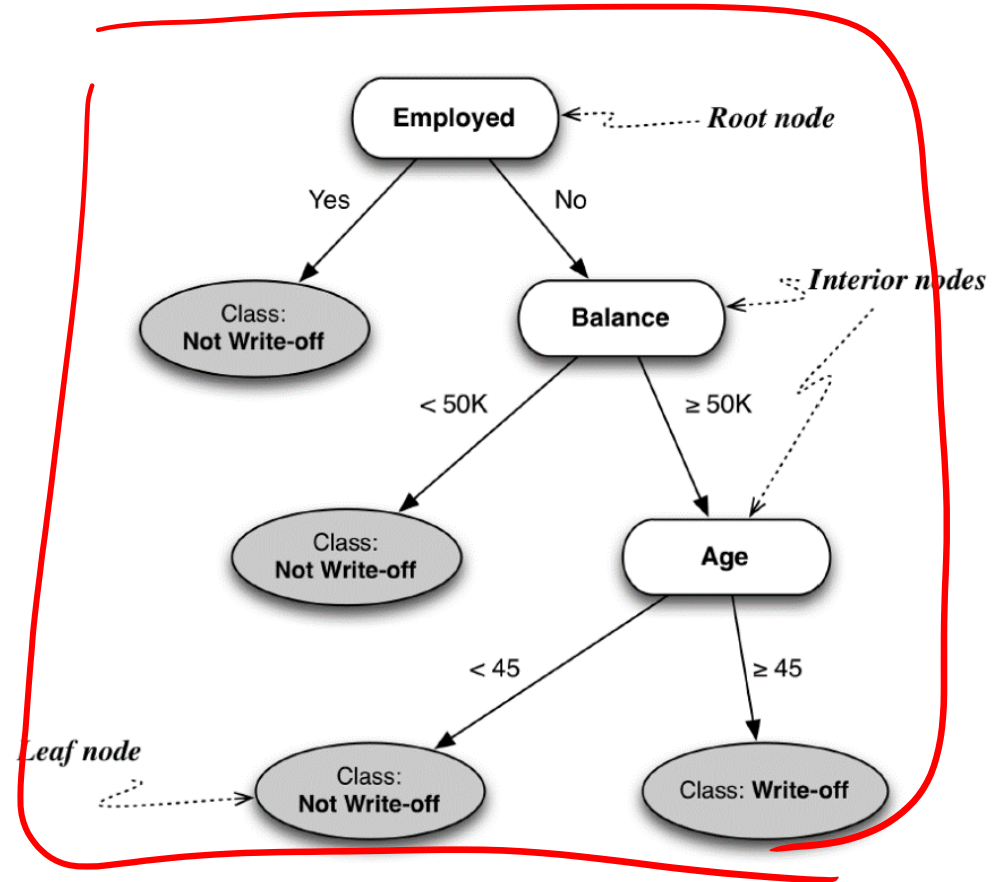 Employed
Root node
Yes
No
Interior nodes
Class:
Not Write-off
Balance
< 50K
≥ 50K
Class:
Not Write-off
Age
< 45
≥ 45
Leaf node
Class:
Not Write-off
Class: Write-off